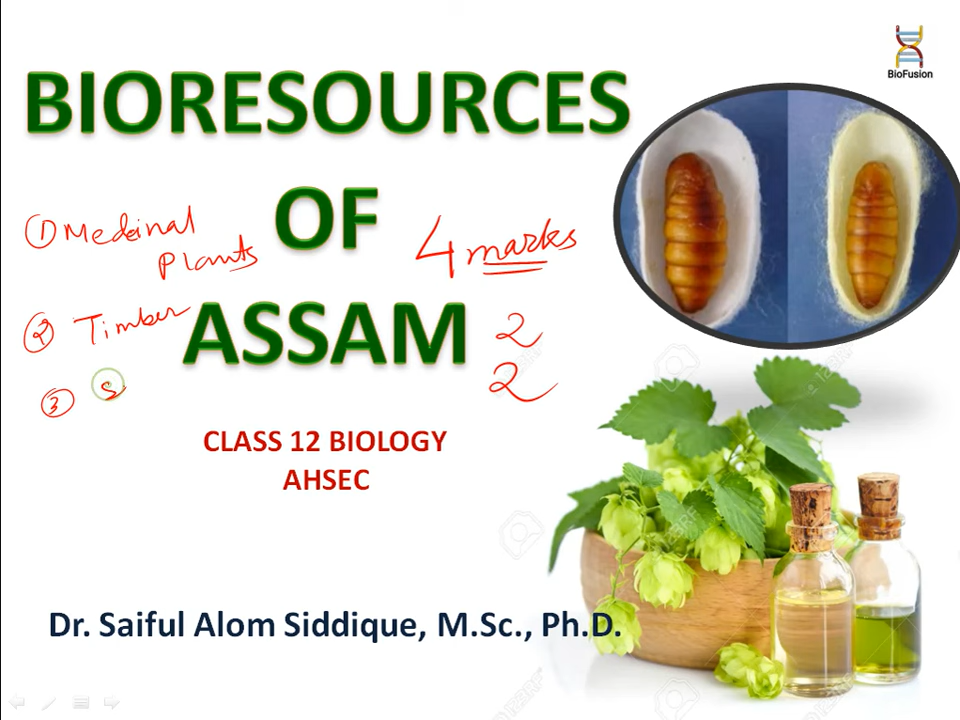 BioFusion
BIORESOURCES
OF
ASSAM
① Medcinal
Plants
4 marks
② Timber
2
③ S
2
CLASS 12 BIOLOGY
AHSEC
Dr. Saiful Alom Siddique, M.Sc., Ph.D.